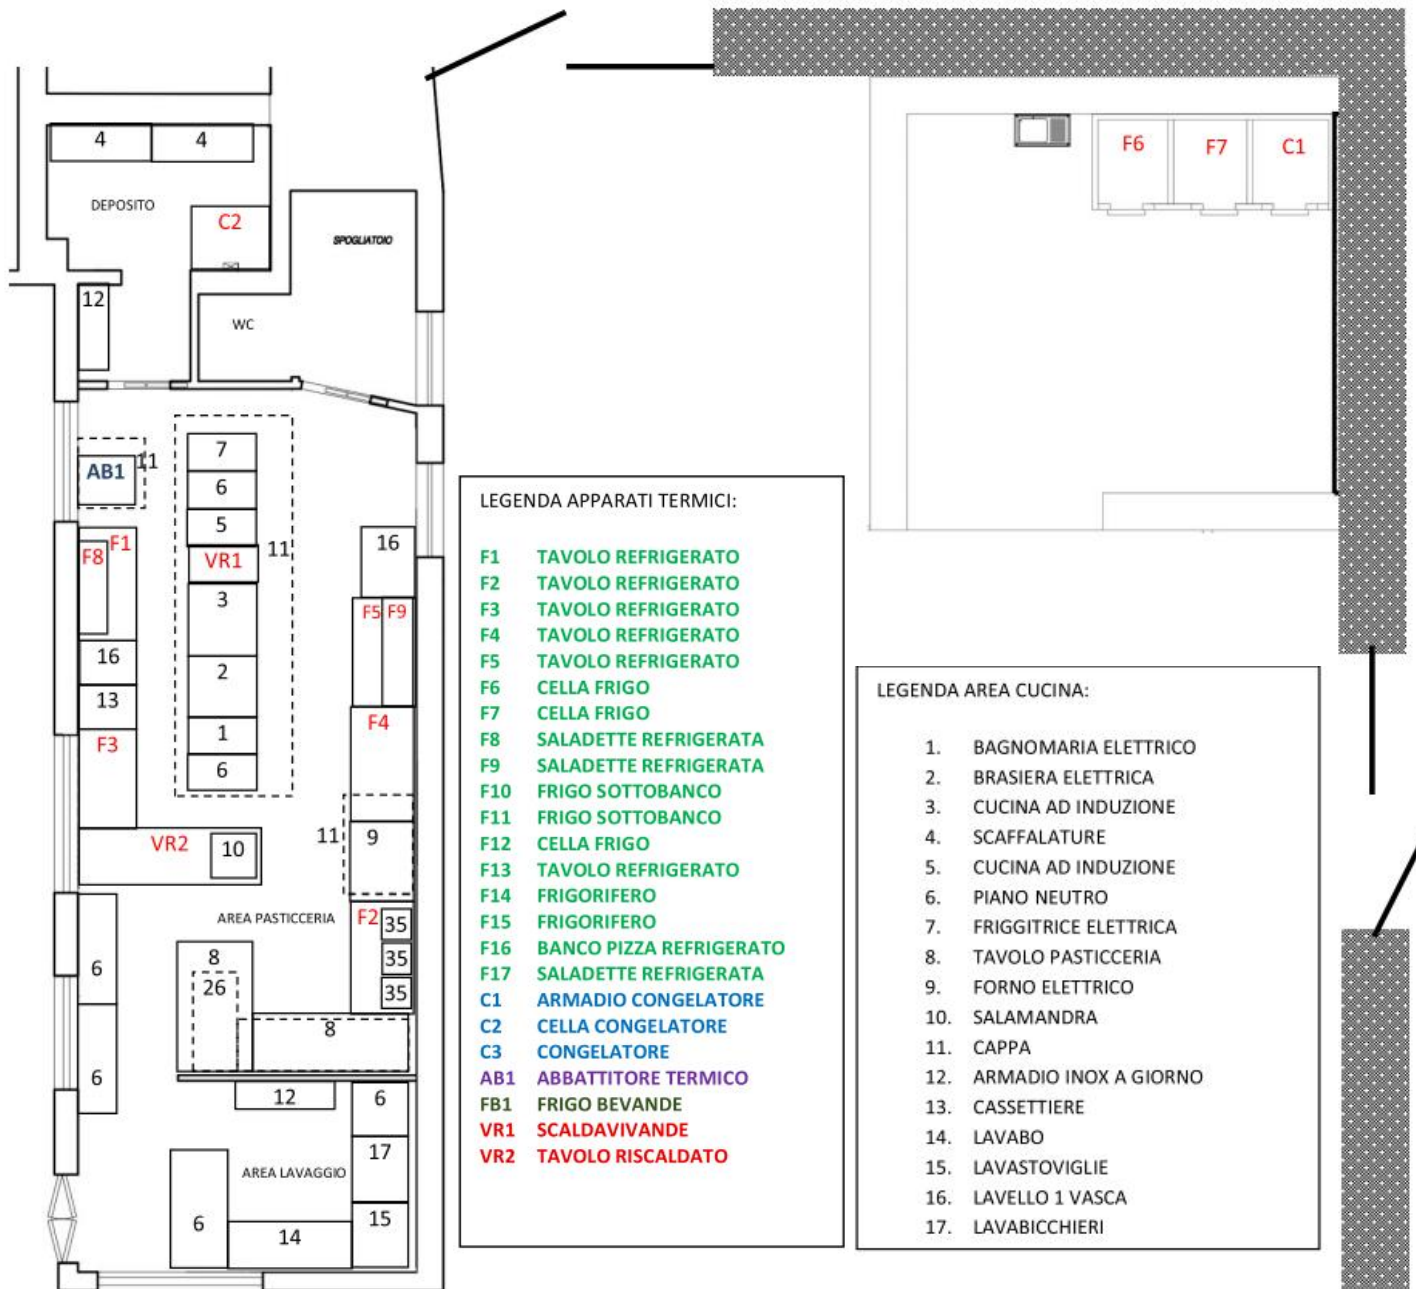 4 4
DEPOSITO
C2
SPOGLIATOIO
12
WC
F6 F7 C1
7
AB1 11
6
5
F1
F8
VR1 11 16
3
F5 F9
16
2
13
F4
1
F3
6
11 9
VR2 10
AREA PASTICCERIA F2 35
8 35
6
26 35
8
6
12 6
17
AREA LAVAGGIO
6 15
14
LEGENDA APPARATI TERMICI:
F1 TAVOLO REFRIGERATO
F2 TAVOLO REFRIGERATO
F3 TAVOLO REFRIGERATO
F4 TAVOLO REFRIGERATO
F5 TAVOLO REFRIGERATO
F6 CELLA FRIGO
F7 CELLA FRIGO
F8 SALADETTE REFRIGERATA
F9 SALADETTE REFRIGERATA
F10 FRIGO SOTTOBANCO
F11 FRIGO SOTTOBANCO
F12 CELLA FRIGO
F13 TAVOLO REFRIGERATO
F14 FRIGORIFERO
F15 FRIGORIFERO
F16 BANCO PIZZA REFRIGERATO
F17 SALADETTE REFRIGERATA
C1 ARMADIO CONGELATORE
C2 CELLA CONGELATORE
C3 CONGELATORE
AB1 ABBATTITORE TERMICO
FB1 FRIGO BEVANDE
VR1 SCALDAVIVANDE
VR2 TAVOLO RISCALDATO
LEGENDA AREA CUCINA:
1. BAGNOMARIA ELETTRICO
2. BRASIERA ELETTRICA
3. CUCINA AD INDUZIONE
4. SCAFFALATURE
5. CUCINA AD INDUZIONE
6. PIANO NEUTRO
7. FRIGGITRICE ELETTRICA
8. TAVOLO PASTICCERIA
9. FORNO ELETTRICO
10. SALAMANDRA
11. CAPPA
12. ARMADIO INOX A GIORNO
13. CASSETTIERE
14. LAVABO
15. LAVASTOVIGLIE
16. LAVELLO 1 VASCA
17. LAVABICCHIERI